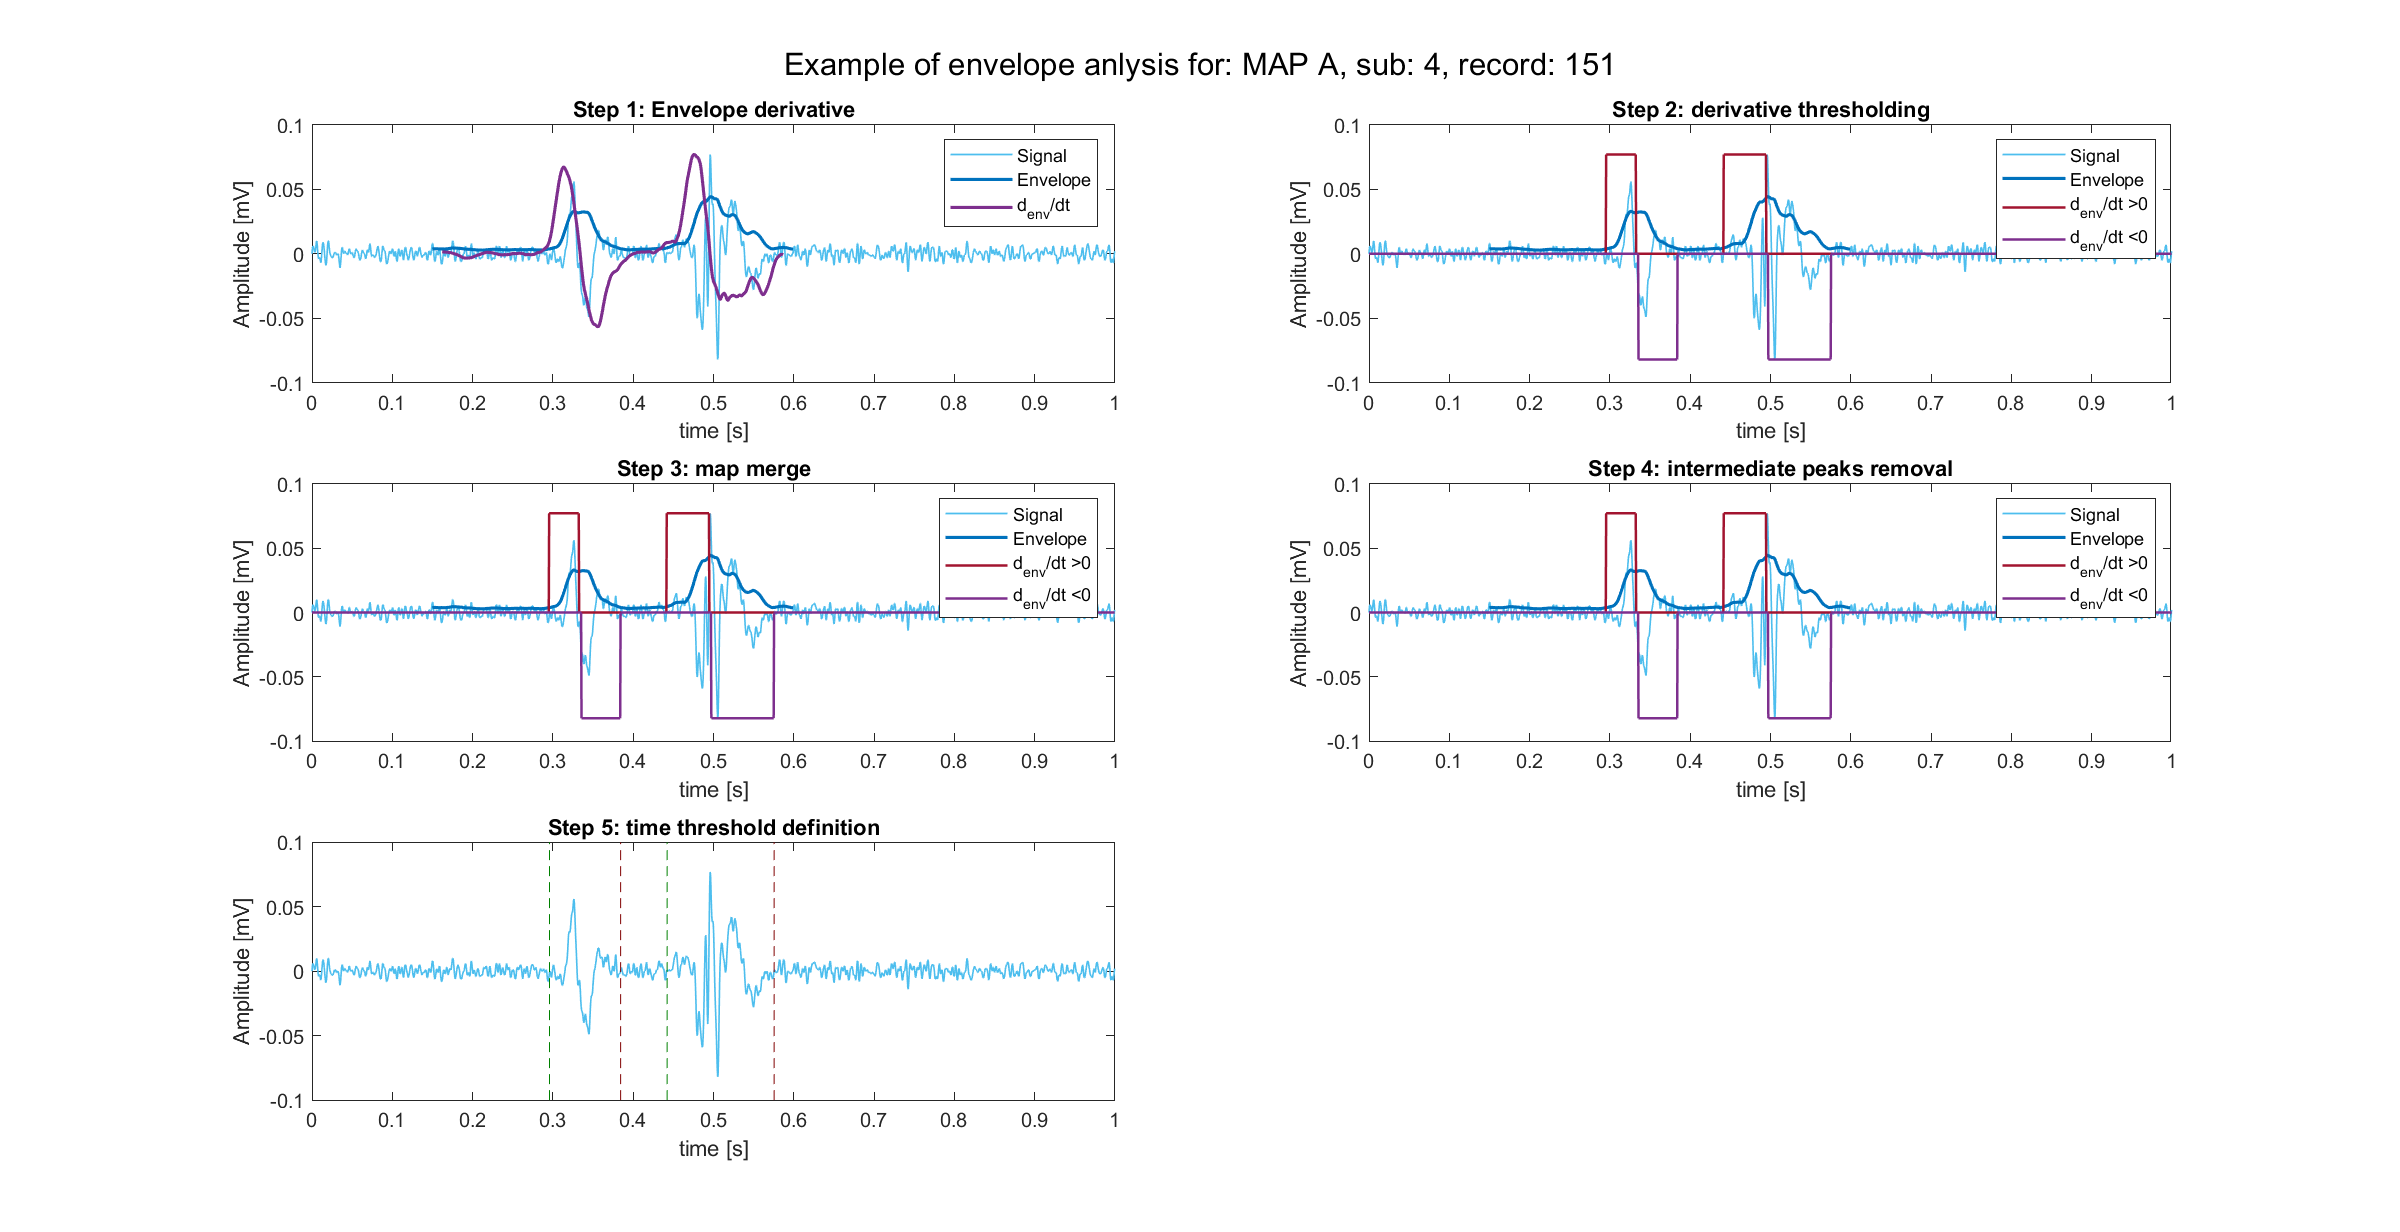 Example of envelope anlysis for: MAP A, sub: 4, record: 151
Step 1: Envelope derivative
0.1
0.05
0
-0.05
-0.1
Amplitude [mV]
Signal
Envelope
d_env/dt
0 0.1 0.2 0.3 0.4 0.5 0.6 0.7 0.8 0.9 1
time [s]
Step 2: derivative thresholding
0.1
0.05
0
-0.05
-0.1
Amplitude [mV]
Signal
Envelope
d_env/dt >0
d_env/dt <0
0 0.1 0.2 0.3 0.4 0.5 0.6 0.7 0.8 0.9 1
time [s]
Step 3: map merge
0.1
0.05
0
-0.05
-0.1
Amplitude [mV]
Signal
Envelope
d_env/dt >0
d_env/dt <0
0 0.1 0.2 0.3 0.4 0.5 0.6 0.7 0.8 0.9 1
time [s]
Step 4: intermediate peaks removal
0.1
0.05
0
-0.05
-0.1
Amplitude [mV]
Signal
Envelope
d_env/dt >0
d_env/dt <0
0 0.1 0.2 0.3 0.4 0.5 0.6 0.7 0.8 0.9 1
time [s]
Step 5: time threshold definition
0.1
0.05
0
-0.05
-0.1
Amplitude [mV]
0 0.1 0.2 0.3 0.4 0.5 0.6 0.7 0.8 0.9 1
time [s]